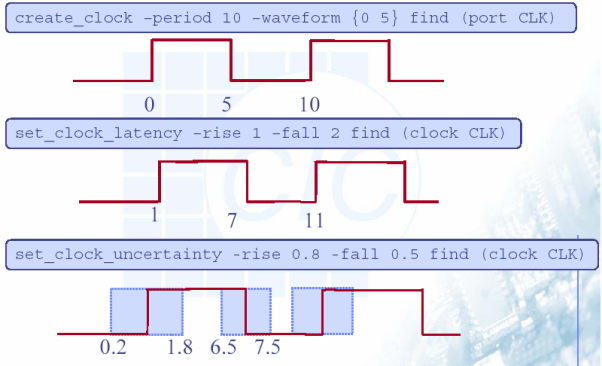 create_clock -period 10 -waveform {0 5} find (port CLK)
0 5 10
set_clock_latency -rise 1 -fall 2 find (clock CLK)
1 7 11
set_clock_uncertainty -rise 0.8 -fall 0.5 find (clock CLK)
0.2 1.8 6.5 7.5
CIC